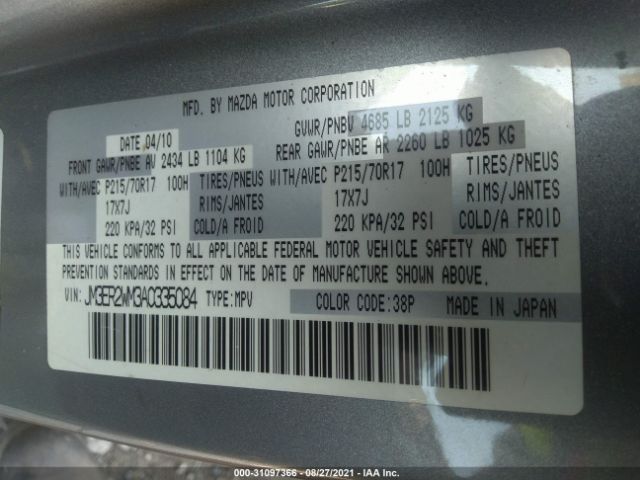 MFD. BY MAZDA MOTOR CORPORATION
DATE 04/10 GVWR/PNBV 4685 LB 2125 KG
FRONT GAWR/PNBE AV 2434 LB 1104 KG REAR GAWR/PNBE AR 2260 LB 1025 KG
WITH/AVEC P215/70R17 100H TIRES/PNEUS WITH/AVEC P215/70R17 100H TIRES/PNEUS
17X7J RIMS/JANTES 17X7J RIMS/JANTES
220 KPA/32 PSI COLD/A FROID 220 KPA/32 PSI COLD/A FROID
THIS VEHICLE CONFORMS TO ALL APPLICABLE FEDERAL MOTOR VEHICLE SAFETY AND THEFT
PREVENTION STANDARDS IN EFFECT ON THE DATE OF MANUFACTURE SHOWN ABOVE.
VIN: JM3ER2WM3A0335084 TYPE:MPV COLOR CODE:38P MADE IN JAPAN
000-31097366 - 08/27/2021 - IAA Inc.